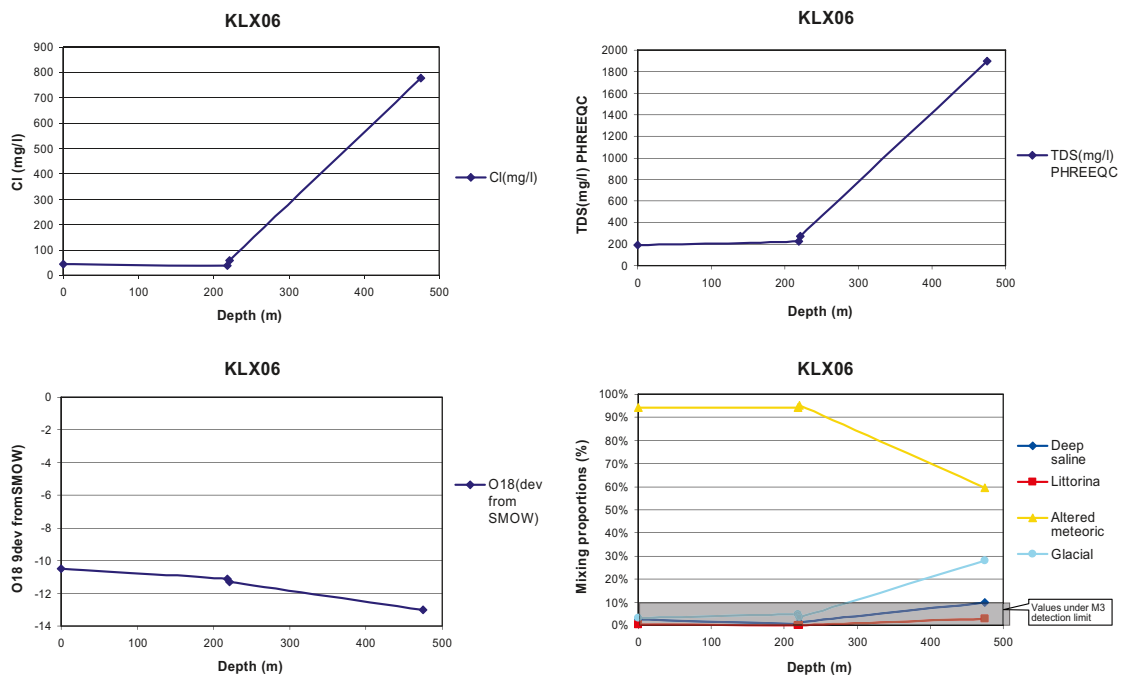 KLX06
900
800
700
600
500
400
300
200
100
0
Cl (mg/l)
0 100 200 300 400 500
Depth (m)
Cl(mg/l)
KLX06
2000
1800
1600
1400
1200
1000
800
600
400
200
0
TDS(mg/l) PHREEQC
0 100 200 300 400 500
Depth (m)
TDS(mg/l)
PHREEQC
KLX06
0
-2
-4
-6
-8
-10
-12
-14
O18 9dev fromSMOW)
0 100 200 300 400 500
Depth (m)
O18(dev
from
SMOW)
KLX06
100%
90%
80%
70%
60%
50%
40%
30%
20%
10%
0%
Mixing proportions (%)
0 100 200 300 400 500
Depth (m)
Deep
saline
Littorina
Altered
meteoric
Glacial
Values under M3
detection limit